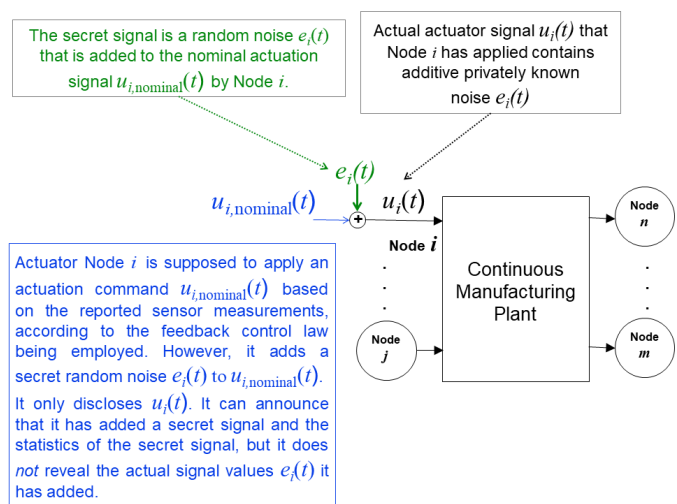 The secret signal is a random noise e_i(t)
that is added to the nominal actuation
signal u_{i,nominal}(t) by Node i.
Actual actuator signal u_i(t) that
Node i has applied contains
additive privately known
noise e_i(t)
e_i(t)
u_{i,nominal}(t)
+
u_i(t)
Node i
Node
n
Continuous
Manufacturing
Plant
Node
j
Node
m
Actuator Node i is supposed to apply an
actuation command u_{i,nominal}(t) based
on the reported sensor measurements,
according to the feedback control law
being employed. However, it adds a
secret random noise e_i(t) to u_{i,nominal}(t).
It only discloses u_i(t). It can announce
that it has added a secret signal and the
statistics of the secret signal, but it does
not reveal the actual signal values e_i(t) it
has added.